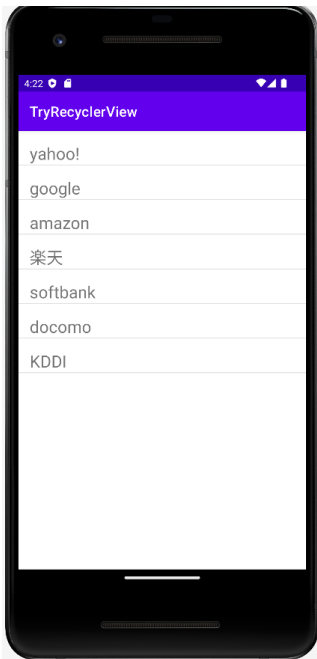 4:22
TryRecyclerView
yahoo!
google
amazon
楽天
softbank
docomo
KDDI